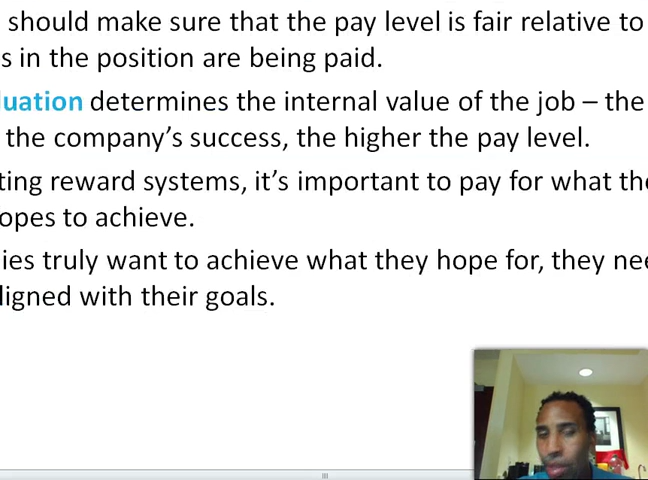 should make sure that the pay level is fair relative to
s in the position are being paid.
luation determines the internal value of the job – the
the company's success, the higher the pay level.
ting reward systems, it's important to pay for what the
opes to achieve.
ies truly want to achieve what they hope for, they nee
ligned with their goals.